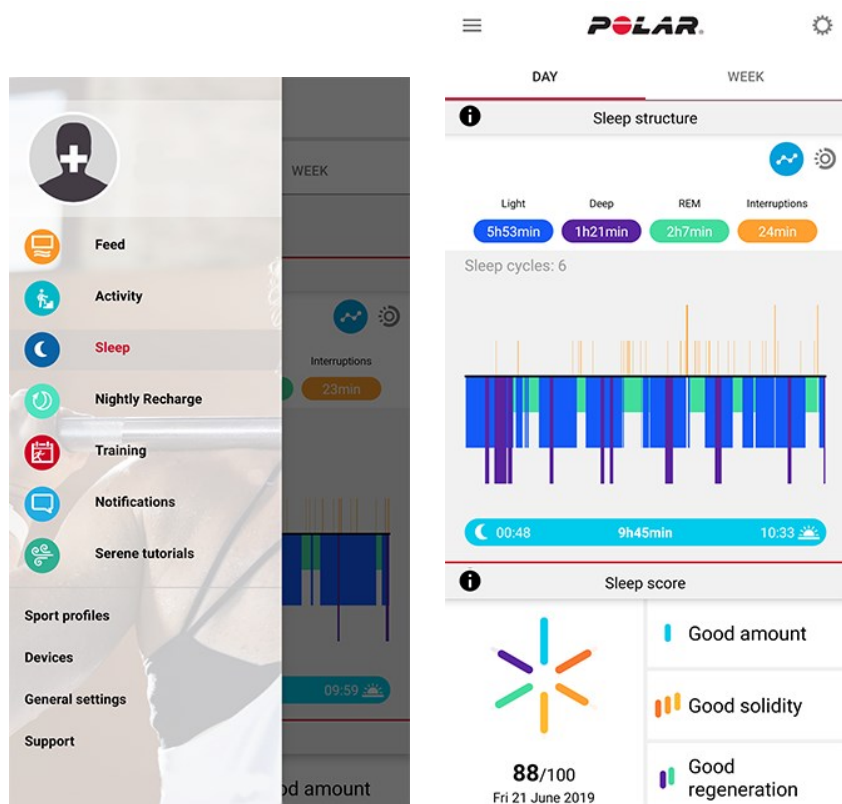 WEEK
Feed
Activity
Sleep
Interruptions
23min
Nightly Recharge
Training
Notifications
Serene tutorials
Sport profiles
Devices
General settings
09:59
Support
od amount
POLAR
DAY WEEK
Sleep structure
Light Deep REM Interruptions
5h53min 1h21min 2h7min 24min
Sleep cycles: 6
00:48 9h45min 10:33
Sleep score
Good amount
Good solidity
Good
regeneration
88/100
Fri 21 June 2019